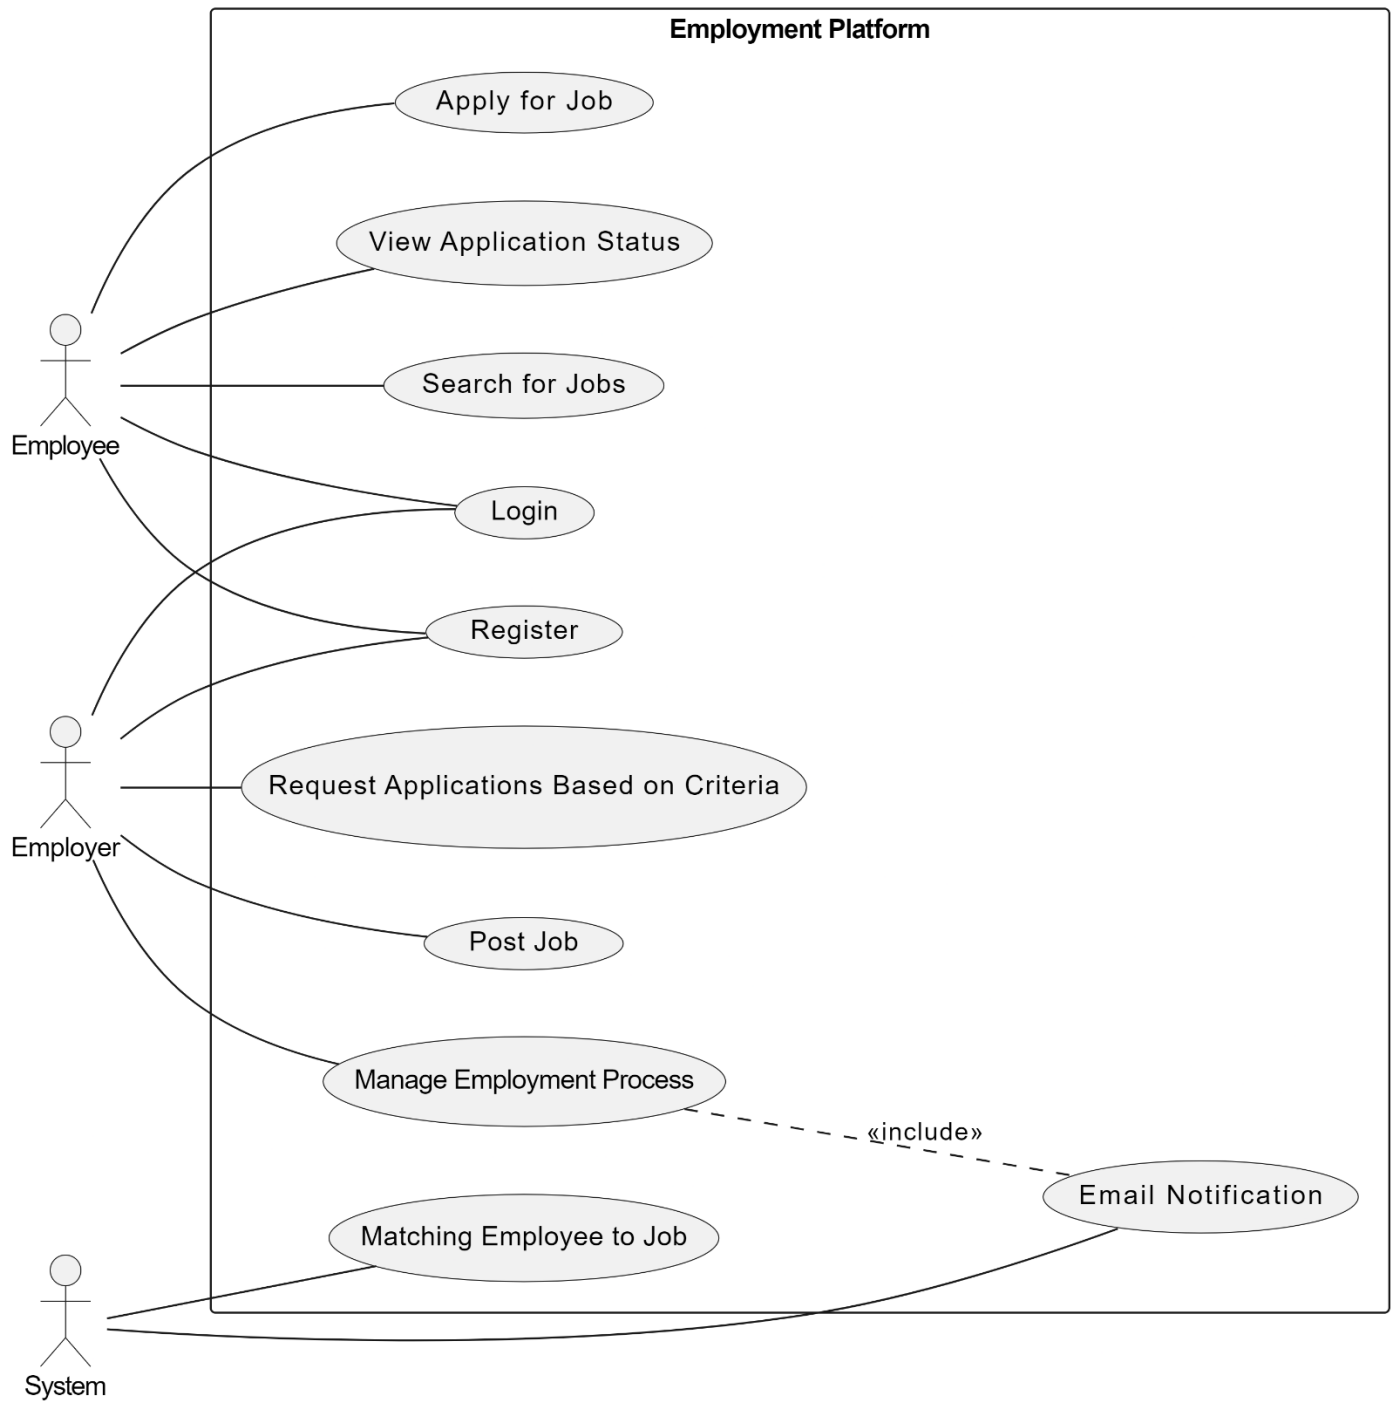 Employment Platform
Apply for Job
View Application Status
Search for Jobs
Employee
Login
Register
Request Applications Based on Criteria
Employer
Post Job
Manage Employment Process
«include»
Email Notification
Matching Employee to Job
System